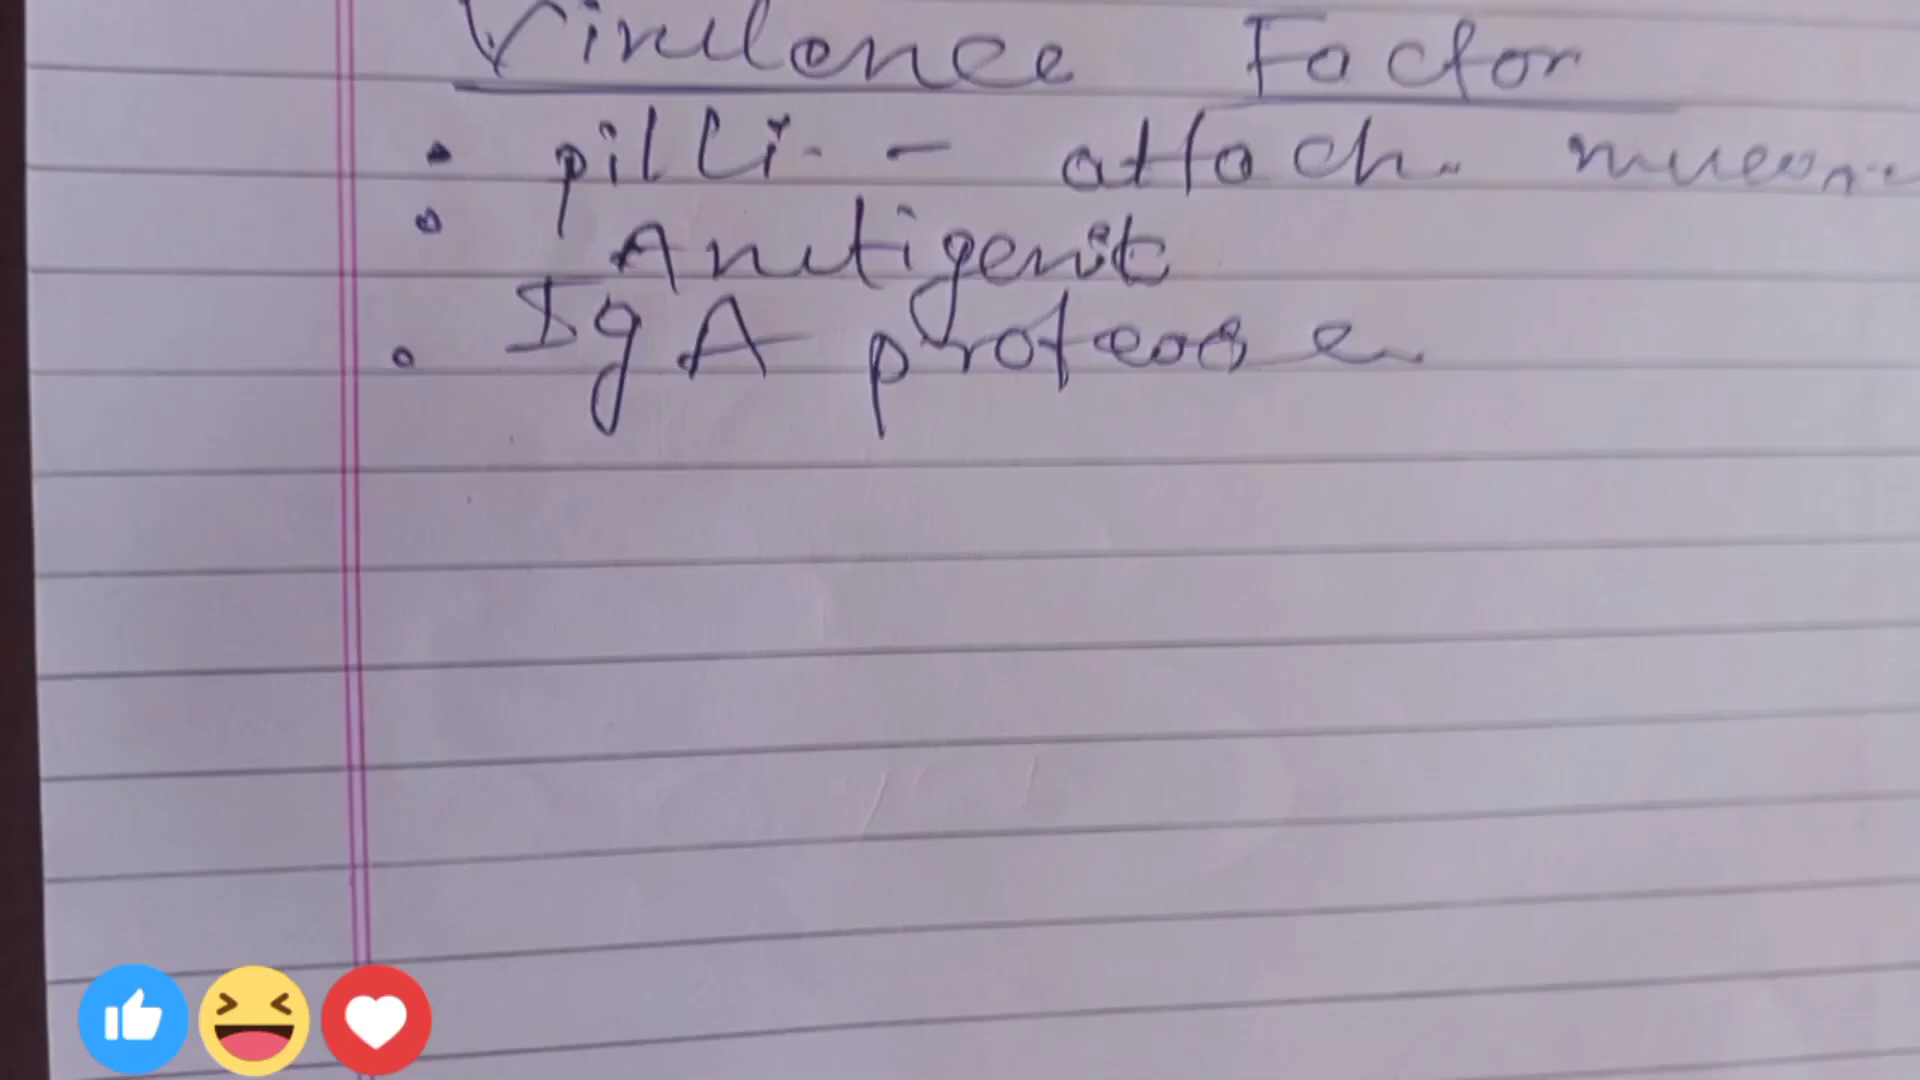 Virulence Factor
• pilli - attach. mucosa
• Antigenic
• IgA protease